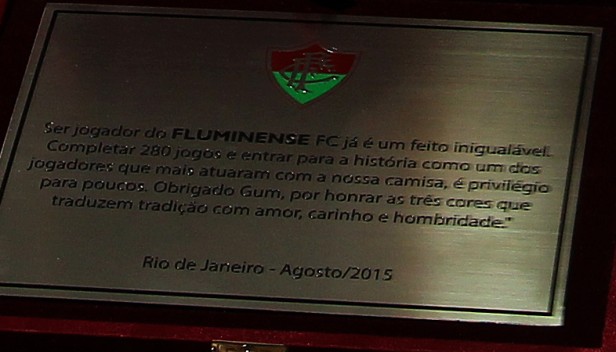 Ser jogador do FLUMINENSE FC já é um feito inigualável.
Completar 280 jogos e entrar para a história como um dos
jogadores que mais atuaram com a nossa camisa, é privilégio
para poucos. Obrigado Gum, por honrar as três cores que
traduzem tradição com amor, carinho e hombridade."
Rio de Janeiro - Agosto/2015